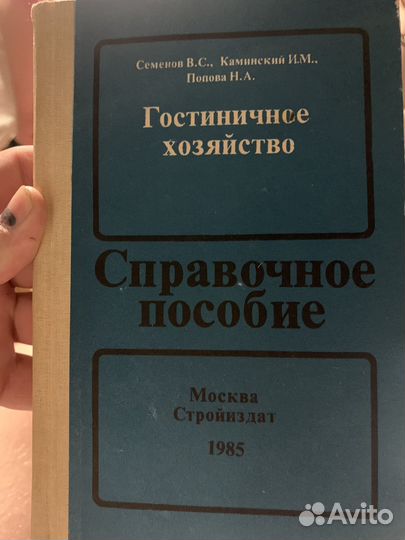 Семенов В.С., Каминский И.М.,
Попова Н.А.
Гостиничное
хозяйство
Справочное
пособие
Москва
Стройиздат
1985
Avito